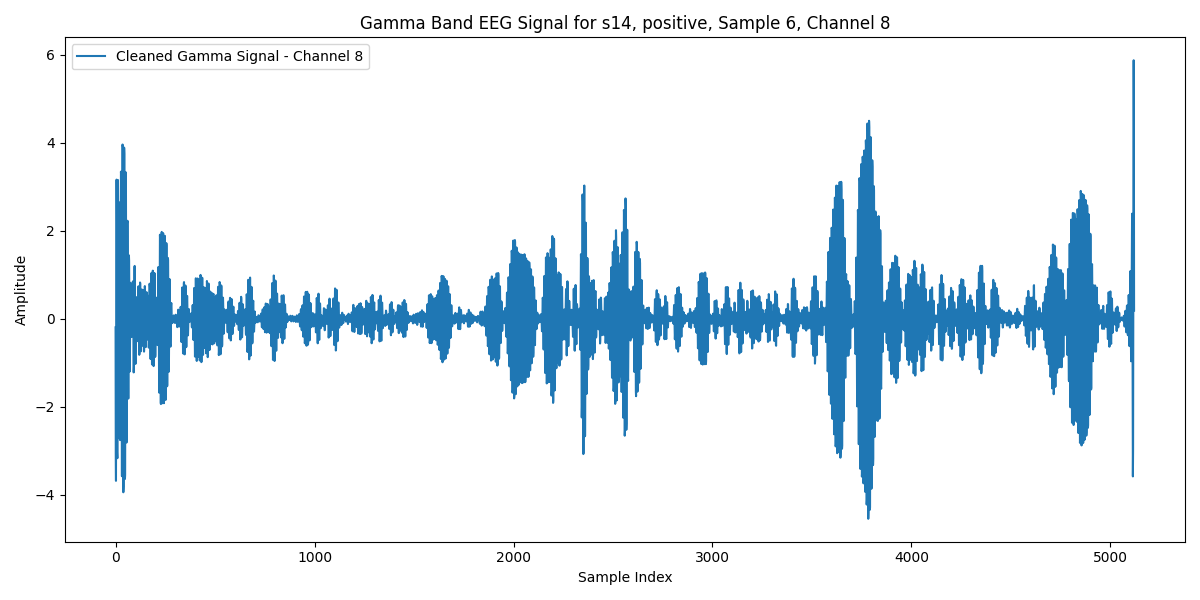 Gamma Band EEG Signal for s14, positive, Sample 6, Channel 8
Cleaned Gamma Signal - Channel 8
6
4
2
0
−2
−4
Amplitude
0 1000 2000 3000 4000 5000
Sample Index